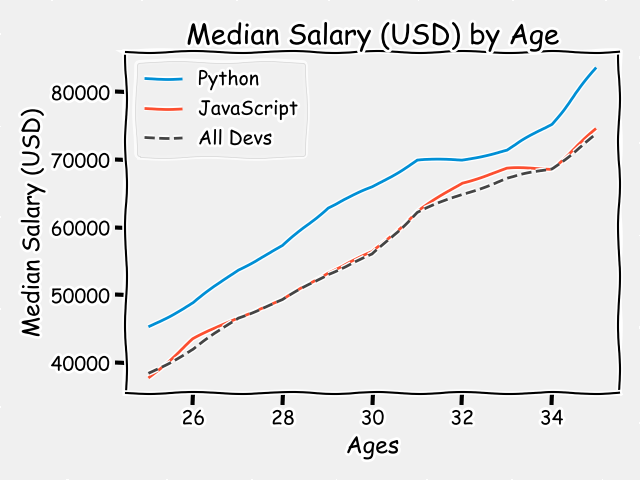 Median Salary (USD) by Age
Python
JavaScript
All Devs
Median Salary (USD)
80000
70000
60000
50000
40000
26 28 30 32 34
Ages